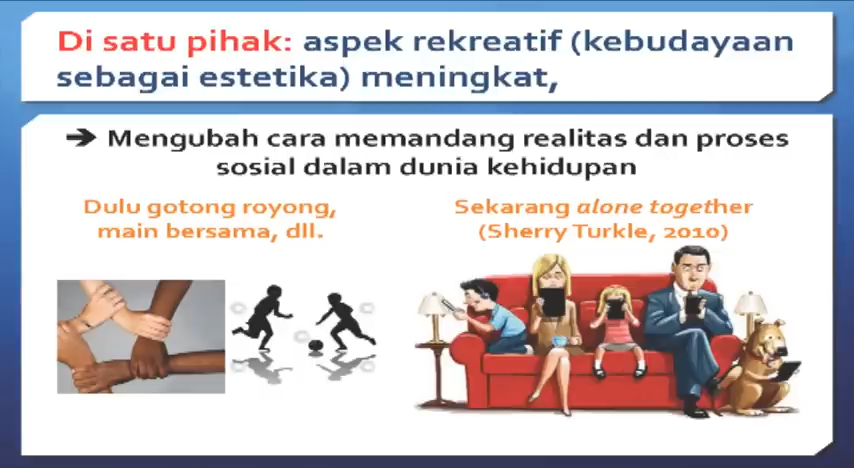 Di satu pihak: aspek rekreatif (kebudayaan
sebagai estetika) meningkat,
➔ Mengubah cara memandang realitas dan proses
sosial dalam dunia kehidupan
Dulu gotong royong,
main bersama, dll.
Sekarang alone together
(Sherry Turkle, 2010)